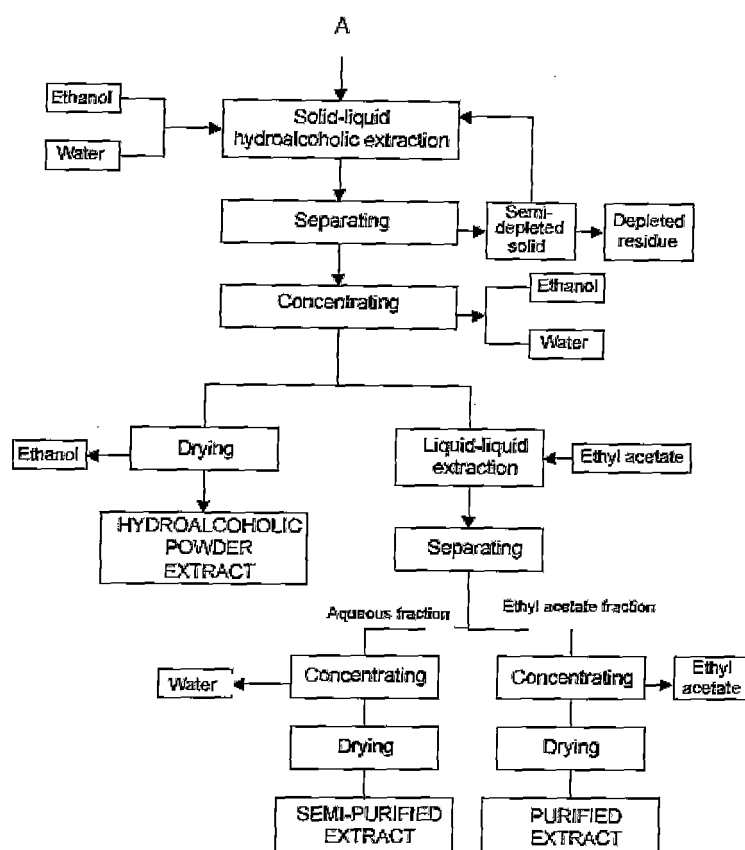 A
Ethanol
Water
Solid-liquid
hydroalcoholic extraction
Separating
Semi-
depleted
solid
Depleted
residue
Concentrating
Ethanol
Water
Ethanol
Drying
Liquid-liquid
extraction
Ethyl acetate
HYDROALCOHOLIC
POWDER
EXTRACT
Separating
Aqueous fraction
Ethyl acetate fraction
Water
Concentrating
Concentrating
Ethyl
acetate
Drying
Drying
SEMI-PURIFIED
EXTRACT
PURIFIED
EXTRACT